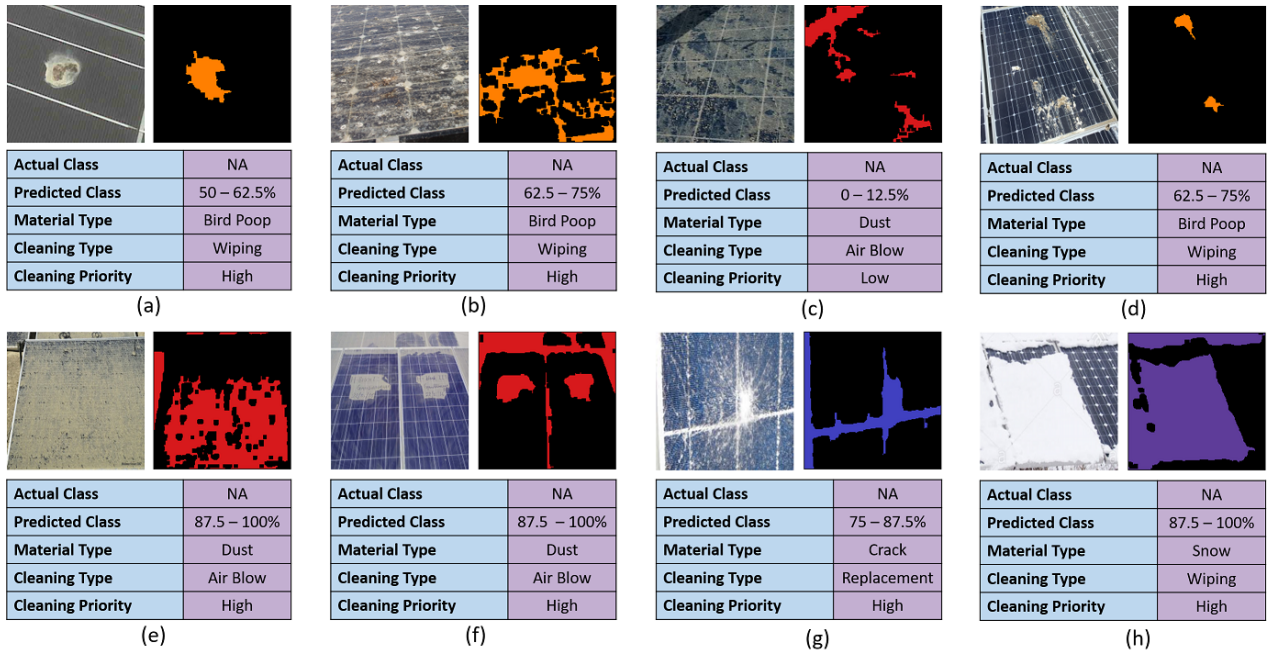 Actual Class NA
Predicted Class 50 – 62.5%
Material Type Bird Poop
Cleaning Type Wiping
Cleaning Priority High
(a)
Actual Class NA
Predicted Class 62.5 – 75%
Material Type Bird Poop
Cleaning Type Wiping
Cleaning Priority High
(b)
Actual Class NA
Predicted Class 0 – 12.5%
Material Type Dust
Cleaning Type Air Blow
Cleaning Priority Low
(c)
Actual Class NA
Predicted Class 62.5 – 75%
Material Type Bird Poop
Cleaning Type Wiping
Cleaning Priority High
(d)
Actual Class NA
Predicted Class 87.5 – 100%
Material Type Dust
Cleaning Type Air Blow
Cleaning Priority High
(e)
Actual Class NA
Predicted Class 87.5 – 100%
Material Type Dust
Cleaning Type Air Blow
Cleaning Priority High
(f)
Actual Class NA
Predicted Class 75 – 87.5%
Material Type Crack
Cleaning Type Replacement
Cleaning Priority High
(g)
Actual Class NA
Predicted Class 87.5 – 100%
Material Type Snow
Cleaning Type Wiping
Cleaning Priority High
(h)